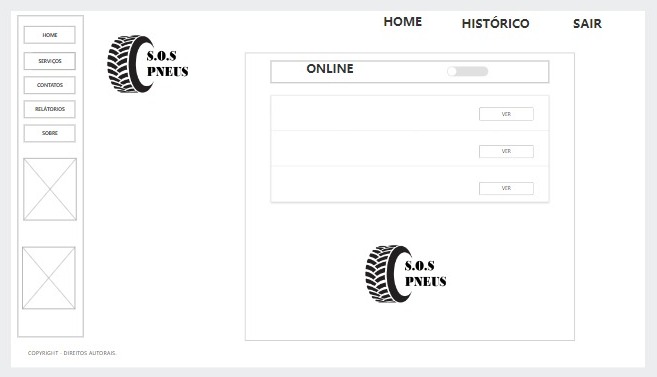 HOME HISTÓRICO SAIR
HOME
SERVIÇOS
CONTATOS
RELATÓRIOS
SOBRE
S.O.S
PNEUS
ONLINE
VER
VER
VER
S.O.S
PNEUS
COPYRIGHT - DIREITOS AUTORAIS.